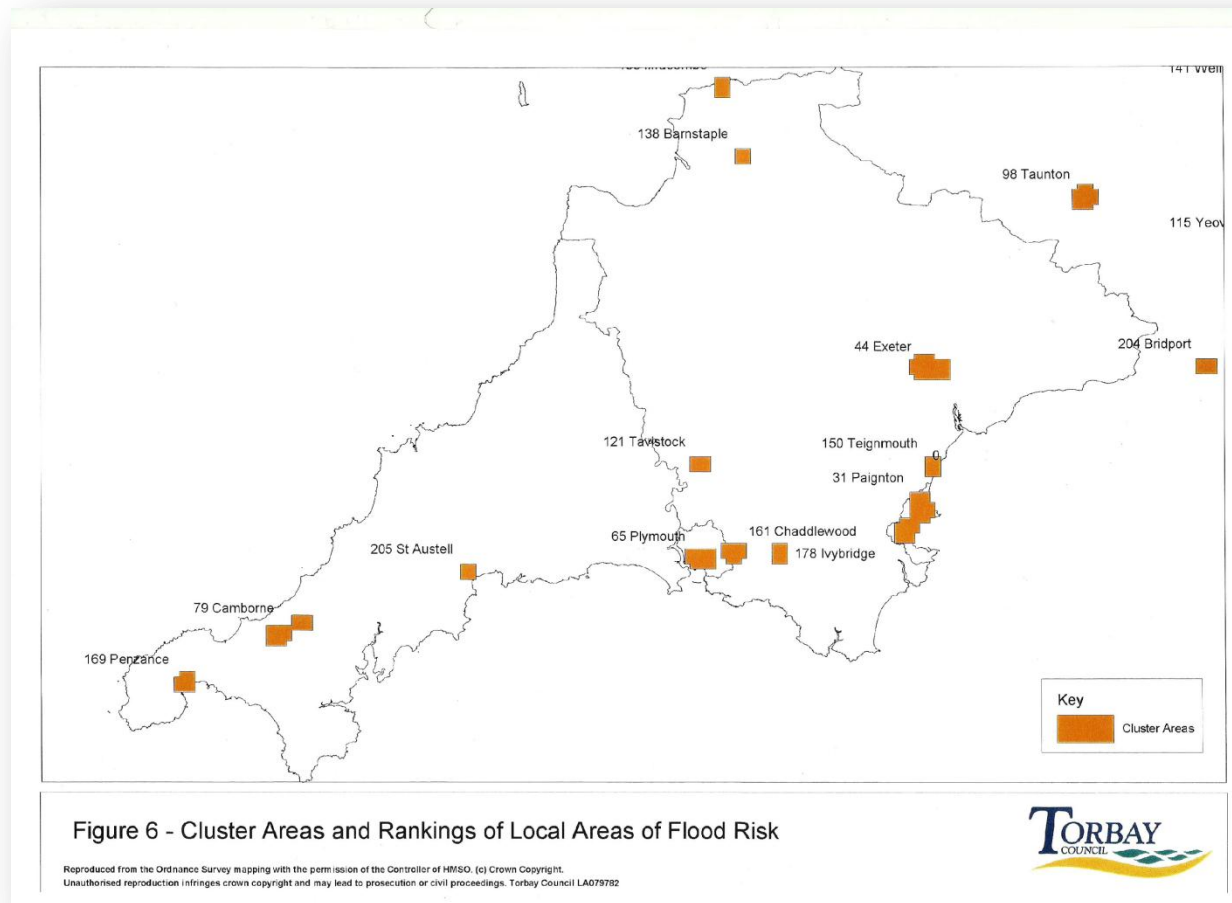 141 Well
138 Barnstaple
98 Taunton
115 Yeov
44 Exeter
204 Bridport
121 Tavistock
150 Teignmouth
0
31 Paignton
65 Plymouth
161 Chaddlewood
178 Ivybridge
205 St Austell
79 Camborne
169 Penzance
Key
Cluster Areas
Figure 6 - Cluster Areas and Rankings of Local Areas of Flood Risk
TORBAY
COUNCIL
Reproduced from the Ordnance Survey mapping with the permission of the Controller of HMSO. (c) Crown Copyright.
Unauthorised reproduction infringes crown copyright and may lead to prosecution or civil proceedings. Torbay Council LA079782